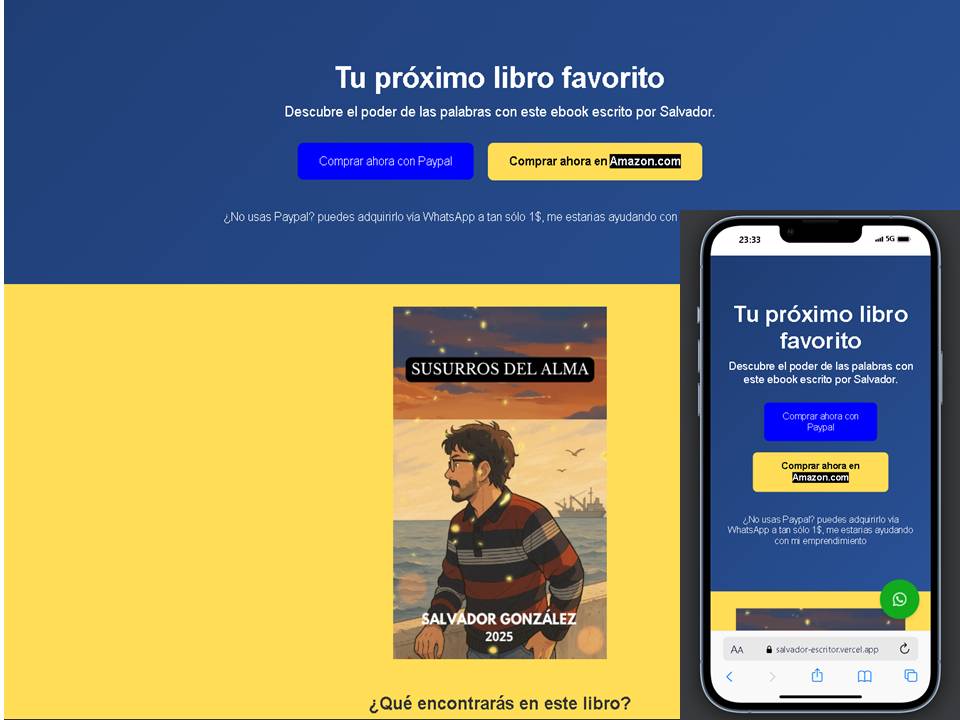 Tu próximo libro favorito
Descubre el poder de las palabras con este ebook escrito por Salvador.
Comprar ahora con Paypal
Comprar ahora en Amazon.com
¿No usas Paypal? puedes adquirirlo vía WhatsApp a tan sólo 1$, me estarias ayudando con
SUSURROS DEL ALMA
SALVADOR GONZÁLEZ
2025
¿Qué encontrarás en este libro?
23:33
5G
Tu próximo libro
favorito
Descubre el poder de las palabras con
este ebook escrito por Salvador.
Comprar ahora con
Paypal
Comprar ahora en
Amazon.com
¿No usas Paypal? puedes adquirirlo vía
WhatsApp a tan sólo 1$, me estarias ayudando
con mi emprendimiento
AA
salvador-escritor.vercel.app